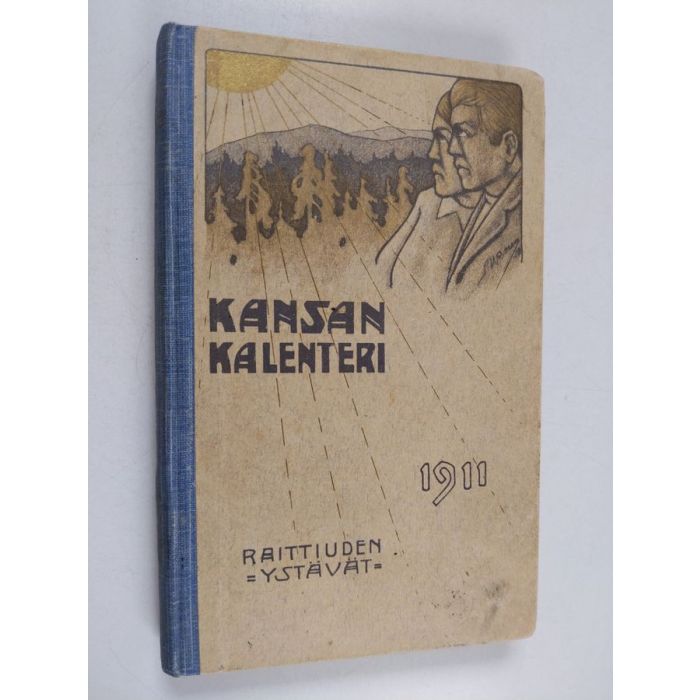 KANSAN
KALENTERI
1911
RAITTIUDEN
=YSTÄVÄT=